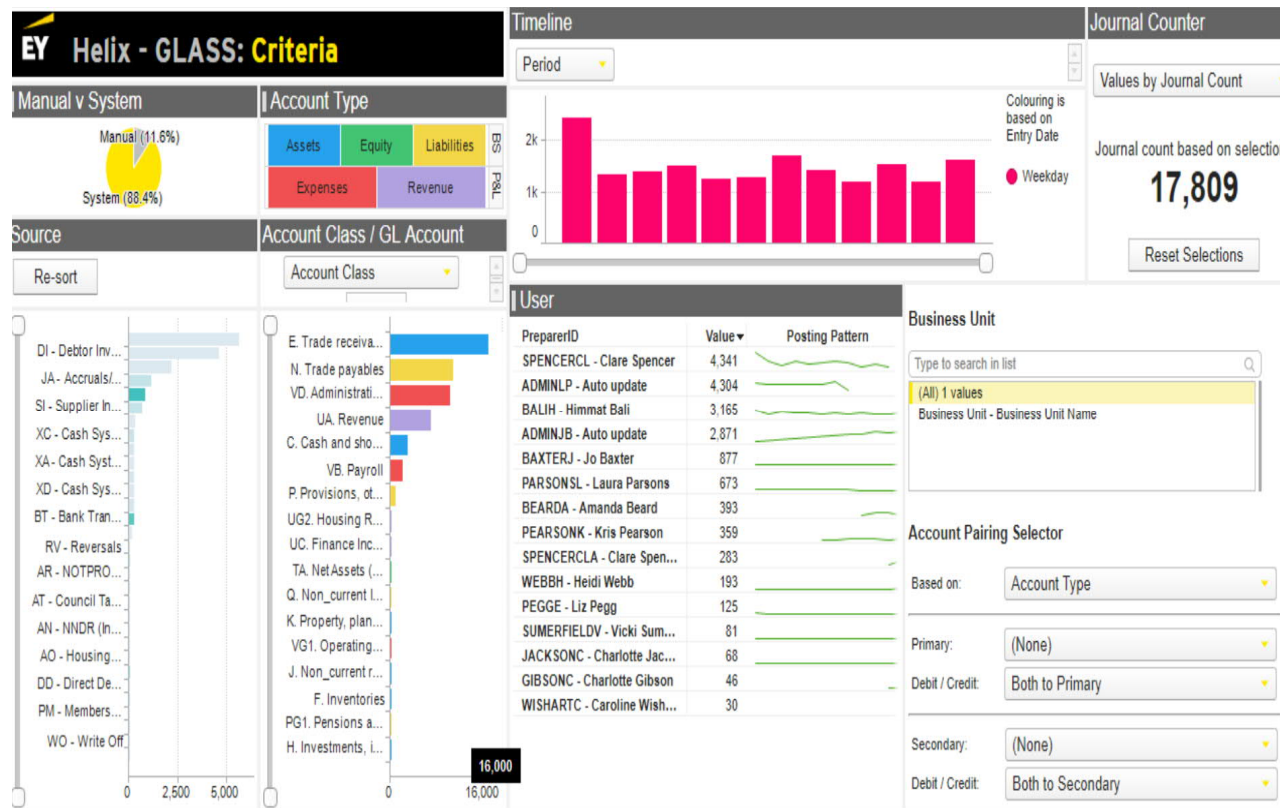 EY Helix - GLASS: Criteria
Manual v System
Manual (11.6%)
System (88.4%)
Account Type
Assets
Equity
Liabilities
BS
Expenses
Revenue
P&L
Source
Re-sort
DI - Debtor Inv...
JA - Accruals/...
SI - Supplier In...
XC - Cash Sys...
XA - Cash Syst...
XD - Cash Sys...
BT - Bank Tran...
RV - Reversals
AR - NOTPRO...
AT - Council Ta...
AN - NNDR (In...
AO - Housing...
DD - Direct De...
PM - Members...
WO - Write Off
0 2,500 5,000
Account Class / GL Account
Account Class
E. Trade receiva...
N. Trade payables
VD. Administrati...
UA. Revenue
C. Cash and sho...
VB. Payroll
P. Provisions, ot...
UG2. Housing R...
UC. Finance Inc...
TA. Net Assets (...
Q. Non_current l...
K. Property, plan...
VG1. Operating...
J. Non_current r...
F. Inventories
PG1. Pensions a...
H. Investments, i...
16,000
0 16,000
Timeline
Period
2k
1k
0
Colouring is
based on
Entry Date
Weekday
Journal Counter
Values by Journal Count
Journal count based on selectio
17,809
Reset Selections
User
PreparerID Value Posting Pattern
SPENCERCL - Clare Spencer 4,341
ADMINLP - Auto update 4,304
BALIH - Himmat Bali 3,165
ADMINJB - Auto update 2,871
BAXTERJ - Jo Baxter 877
PARSONSL - Laura Parsons 673
BEARDA - Amanda Beard 393
PEARSONK - Kris Pearson 359
SPENCERCLA - Clare Spen... 283
WEBBH - Heidi Webb 193
PEGGE - Liz Pegg 125
SUMERFIELDV - Vicki Sum... 81
JACKSONC - Charlotte Jac... 68
GIBSONC - Charlotte Gibson 46
WISHARTC - Caroline Wish... 30
Business Unit
Type to search in list
(All) 1 values
Business Unit - Business Unit Name
Account Pairing Selector
Based on: Account Type
Primary: (None)
Debit / Credit: Both to Primary
Secondary: (None)
Debit / Credit: Both to Secondary